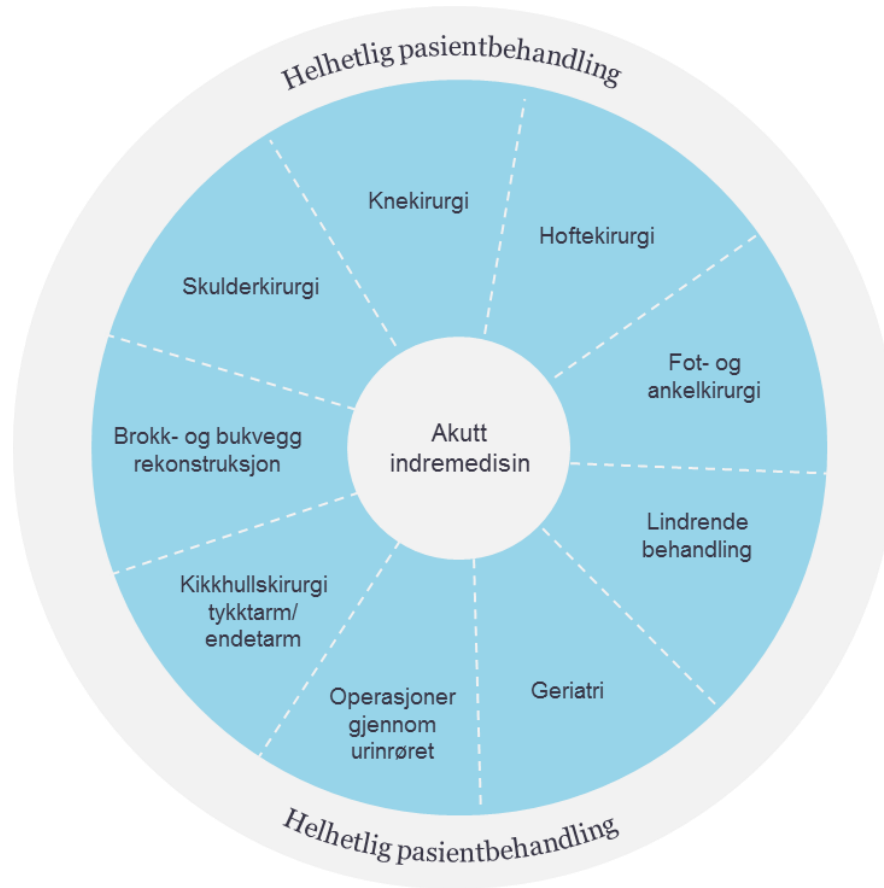 Helhetlig pasientbehandling
Knekirurgi
Hoftekirurgi
Skulderkirurgi
Fot- og
ankelkirurgi
Brokk- og bukvegg
rekonstruksjon
Akutt
indremedisin
Lindrende
behandling
Kikkhullskirurgi
tykktarm/
endetarm
Operasjoner
gjennom
urinrøret
Geriatri
Helhetlig pasientbehandling